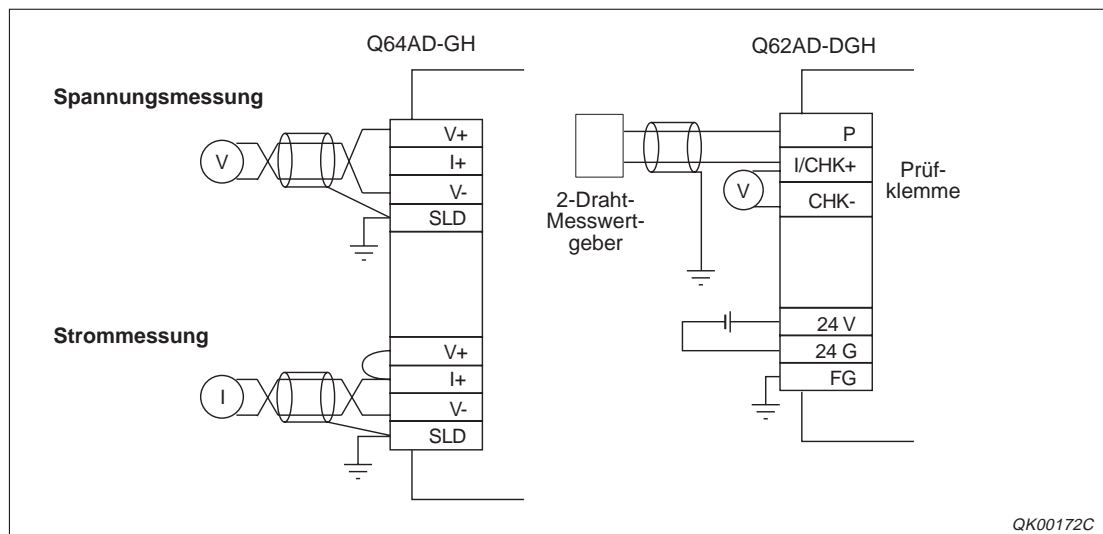 Q64AD-GH
Spannungsmessung
V
V+
I+
V-
SLD
Strommessung
I
V+
I+
V-
SLD
Q62AD-DGH
2-Draht-
Messwert-
geber
V
P
I/CHK+
CHK-
Prüf-
klemme
24 V
24 G
FG
QK00172C